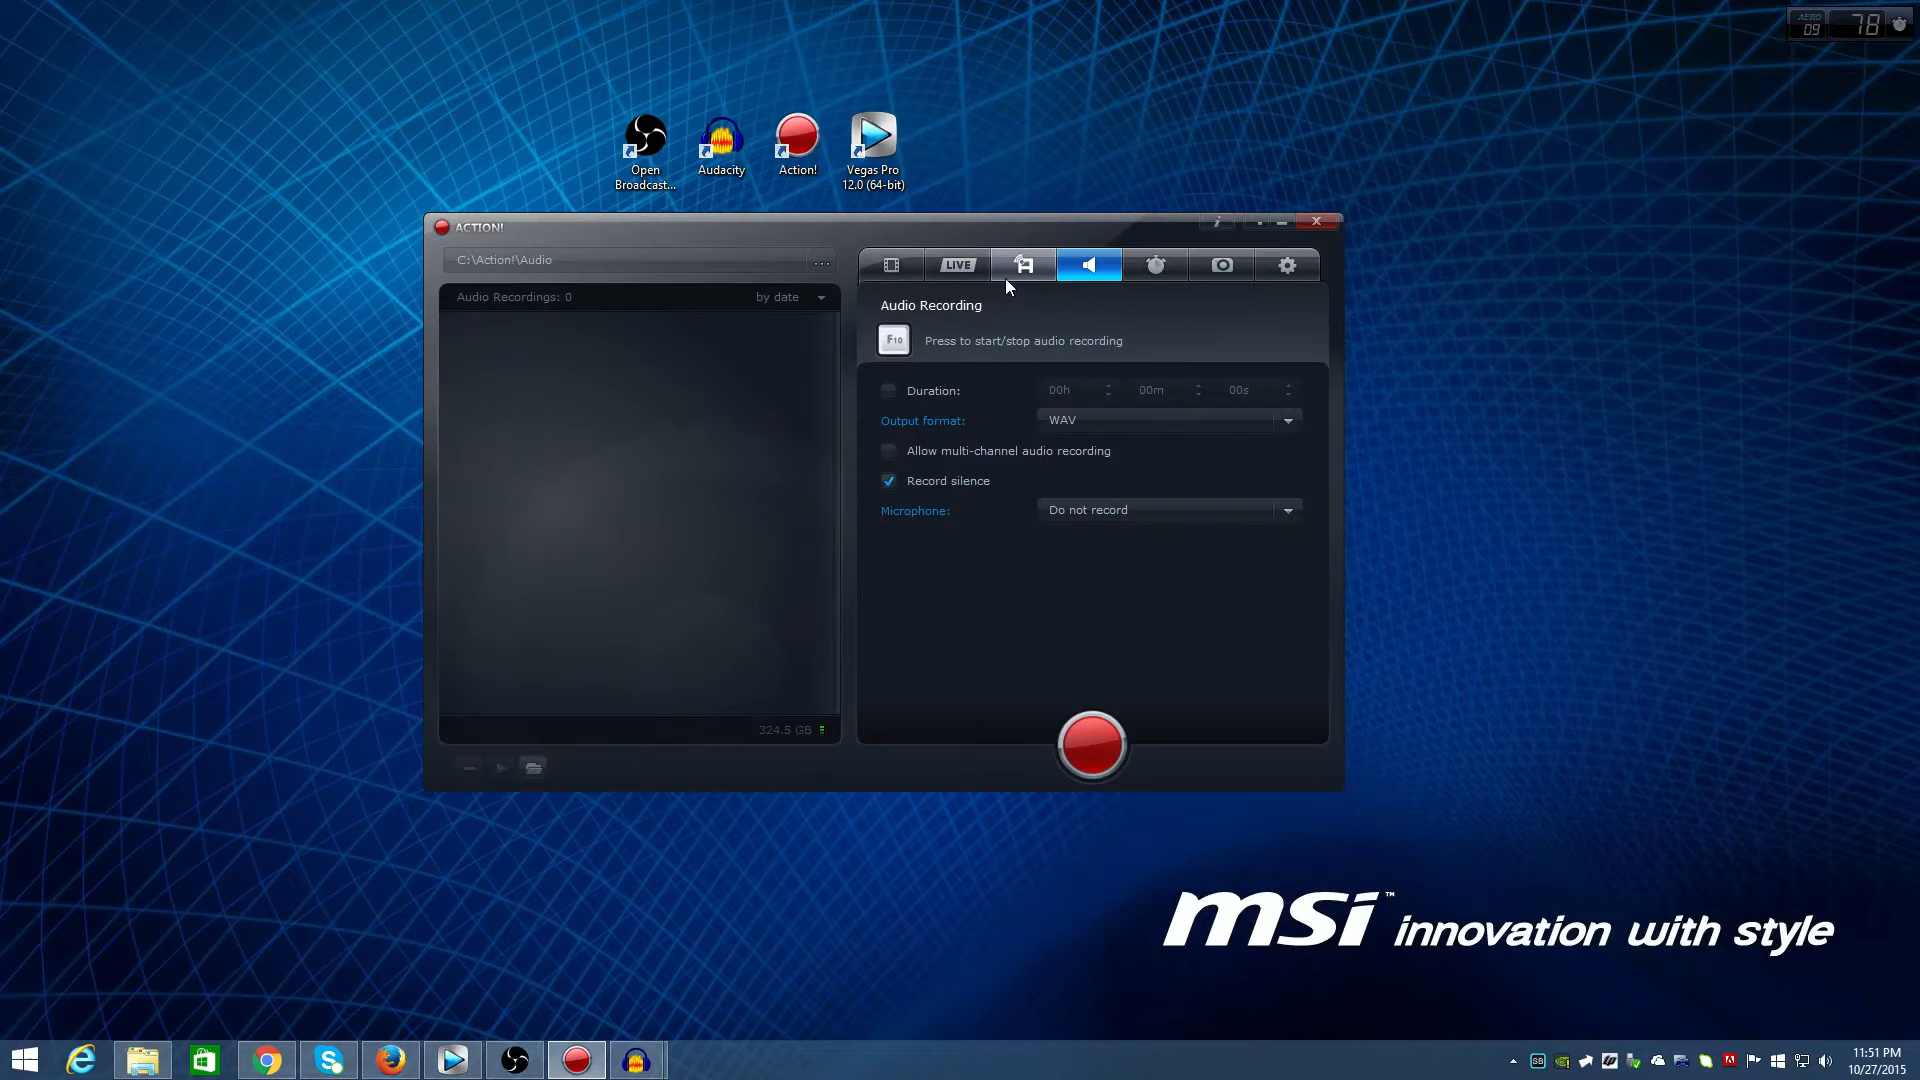 AERO
09
78
Open
Broadcast...
Audacity
Action!
Vegas Pro
12.0 (64-bit)
ACTION!
C:\Action!\Audio
...
LIVE
Audio Recordings: 0
by date
Audio Recording
F10
Press to start/stop audio recording
Duration:
00h
00m
00s
Output format:
WAV
Allow multi-channel audio recording
Record silence
Microphone:
Do not record
324.5 GB
msi™ innovation with style
SB
11:51 PM
10/27/2015